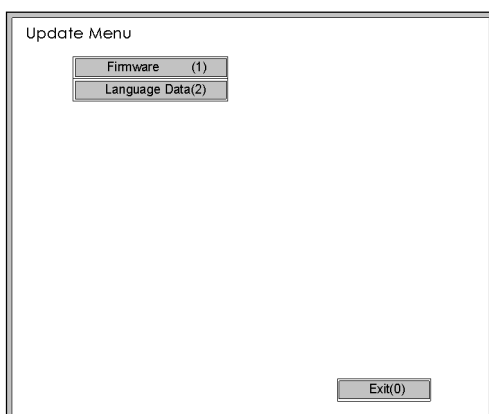 Update Menu
Firmware (1)
Language Data(2)
Exit(0)